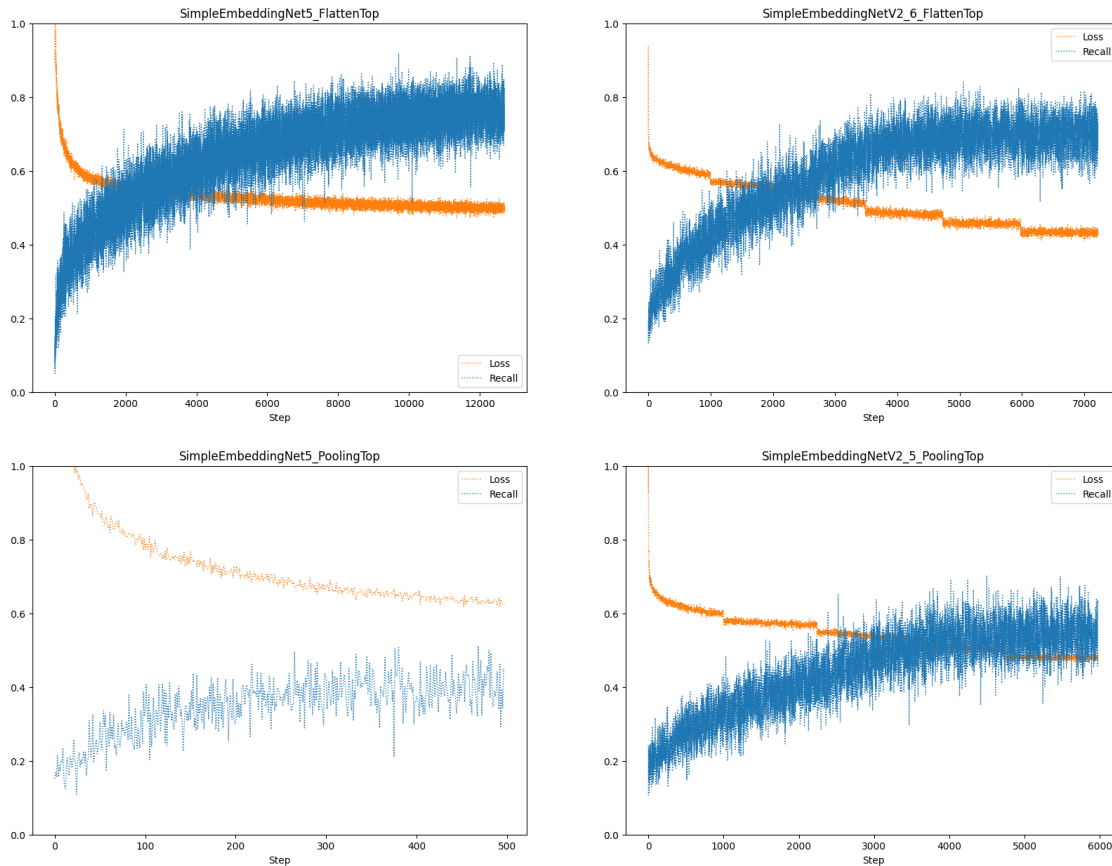 SimpleEmbeddingNet5_FlattenTop
1.0
0.8
0.6
0.4
0.2
0.0
Loss
Recall
0 2000 4000 6000 8000 10000 12000
Step
SimpleEmbeddingNetV2_6_FlattenTop
1.0
0.8
0.6
0.4
0.2
0.0
Loss
Recall
0 1000 2000 3000 4000 5000 6000 7000
Step
SimpleEmbeddingNet5_PoolingTop
1.0
0.8
0.6
0.4
0.2
0.0
Loss
Recall
0 100 200 300 400 500
Step
SimpleEmbeddingNetV2_5_PoolingTop
1.0
0.8
0.6
0.4
0.2
0.0
Loss
Recall
0 1000 2000 3000 4000 5000 6000
Step